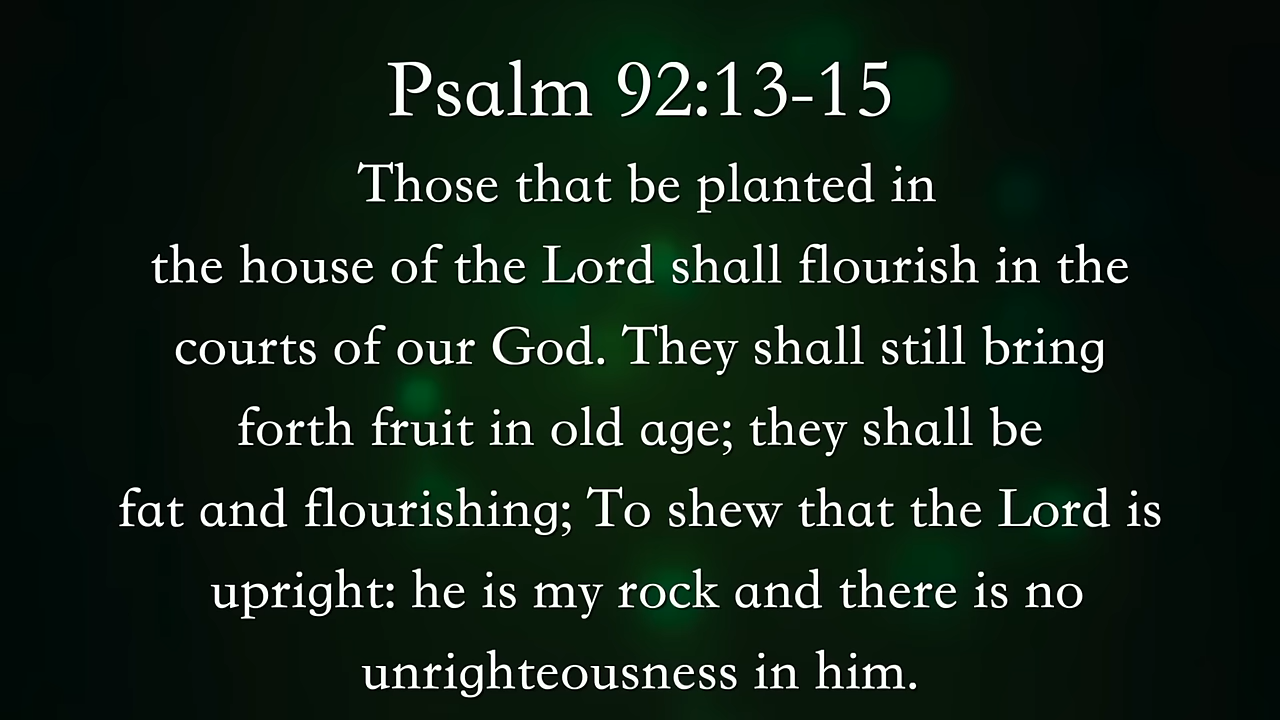 Psalm 92:13-15
Those that be planted in
the house of the Lord shall flourish in the
courts of our God. They shall still bring
forth fruit in old age; they shall be
fat and flourishing; To shew that the Lord is
upright: he is my rock and there is no
unrighteousness in him.